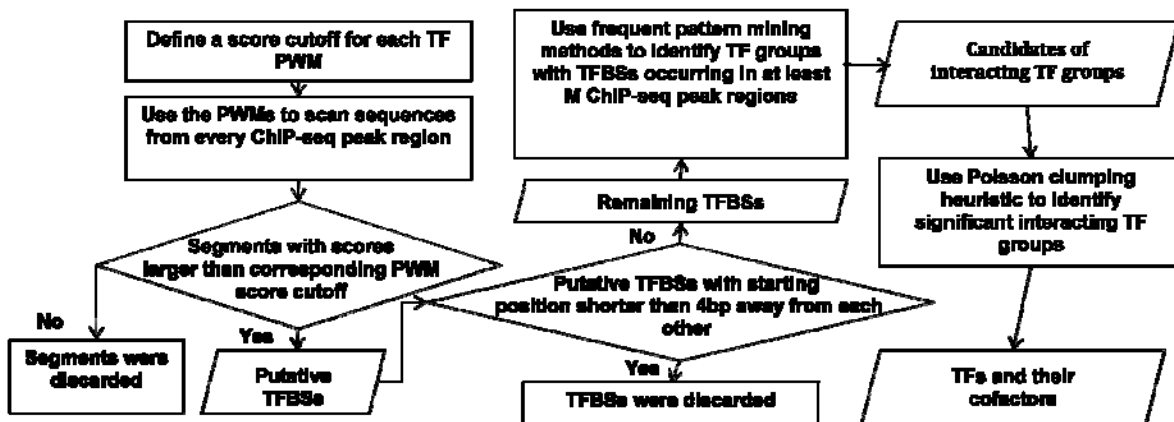 Define a score cutoff for each TF
PWM
Use the PWMs to scan sequences
from every ChIP-seq peak region
Segments with scores
larger than corresponding PWM
score cutoff
No
Segments were
discarded
Yes
Putative
TFBSs
Putative TFBSs with starting
position shorter than 4bp away from each
other
Yes
TFBSs were discarded
No
Remaining TFBSs
Use frequent pattern mining
methods to identify TF groups
with TFBSs occurring in at least
M ChIP-seq peak regions
Candidates of
interacting TF groups
Use Poisson clumping
heuristic to identify
significant interacting TF
groups
TFs and their
cofactors